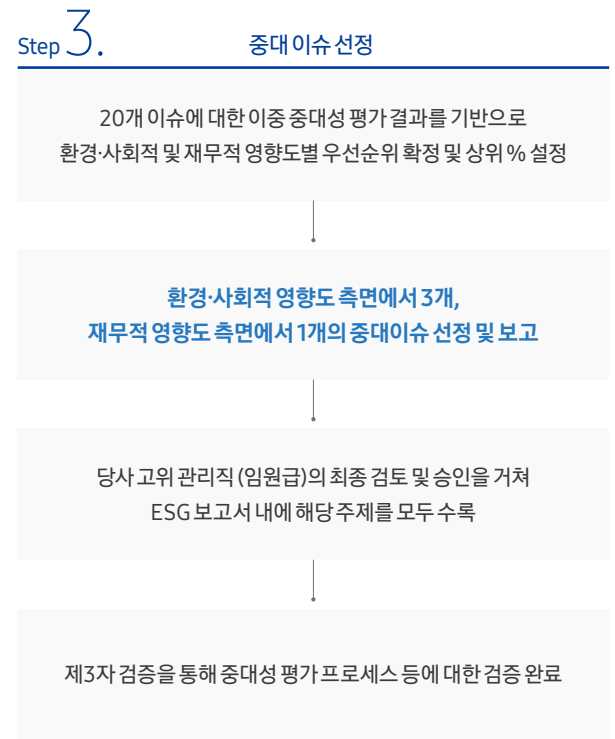 Step 3.
중대 이슈 선정
20개 이슈에 대한 이중 중대성 평가 결과를 기반으로
환경·사회적 및 재무적 영향도별 우선순위 확정 및 상위 % 설정
환경·사회적 영향도 측면에서 3개,
재무적 영향도 측면에서 1개의 중대이슈 선정 및 보고
당사 고위 관리직 (임원급)의 최종 검토 및 승인을 거쳐
ESG 보고서 내에 해당 주제를 모두 수록
제3자 검증을 통해 중대성 평가 프로세스 등에 대한 검증 완료